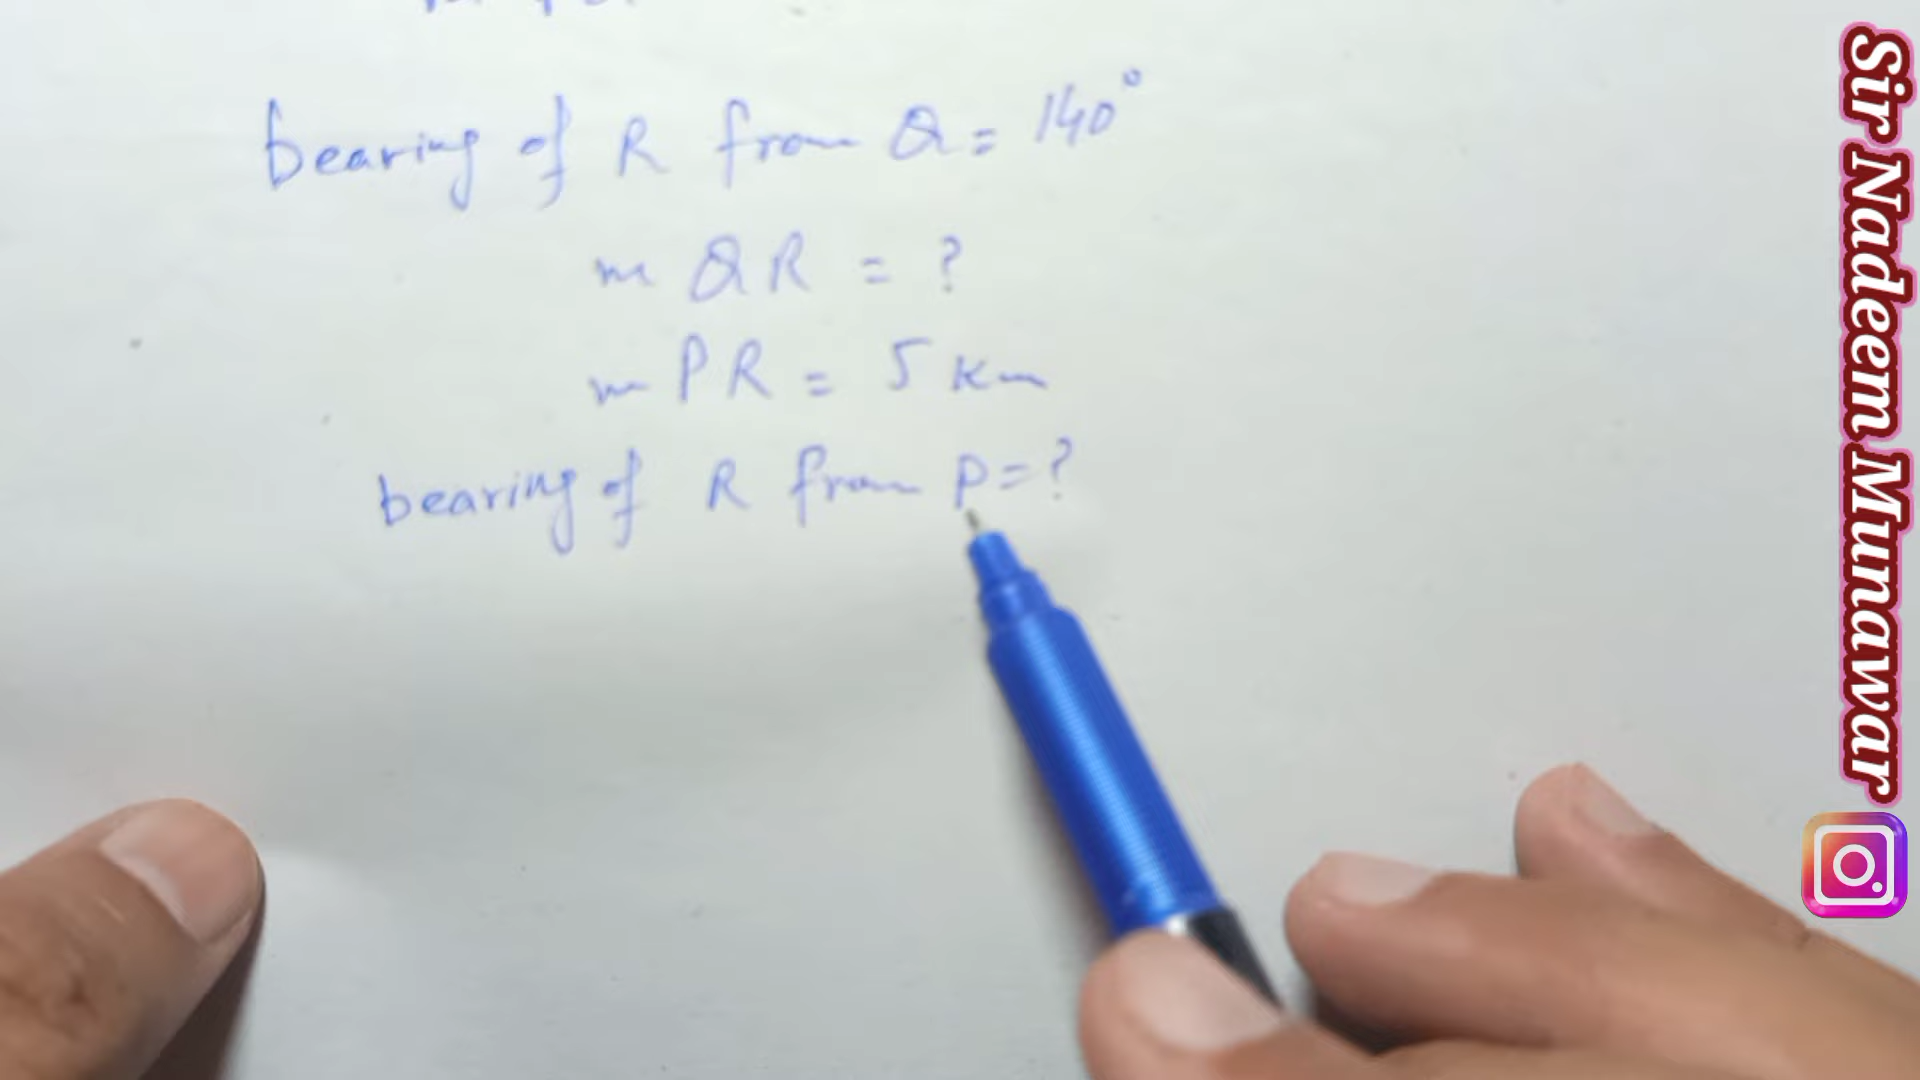 bearing of R from Q = 140°
m QR = ?
m PR = 5 km
bearing of R from P = ?
Sir Nadeem Munawar